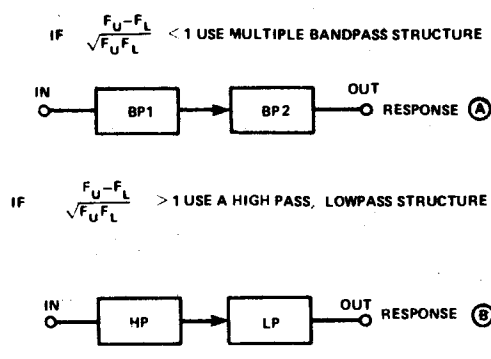 IF F_U-F_L / √F_U F_L < 1 USE MULTIPLE BANDPASS STRUCTURE
IN BP1 BP2 OUT RESPONSE A
IF F_U-F_L / √F_U F_L > 1 USE A HIGH PASS, LOWPASS STRUCTURE
IN HP LP OUT RESPONSE B